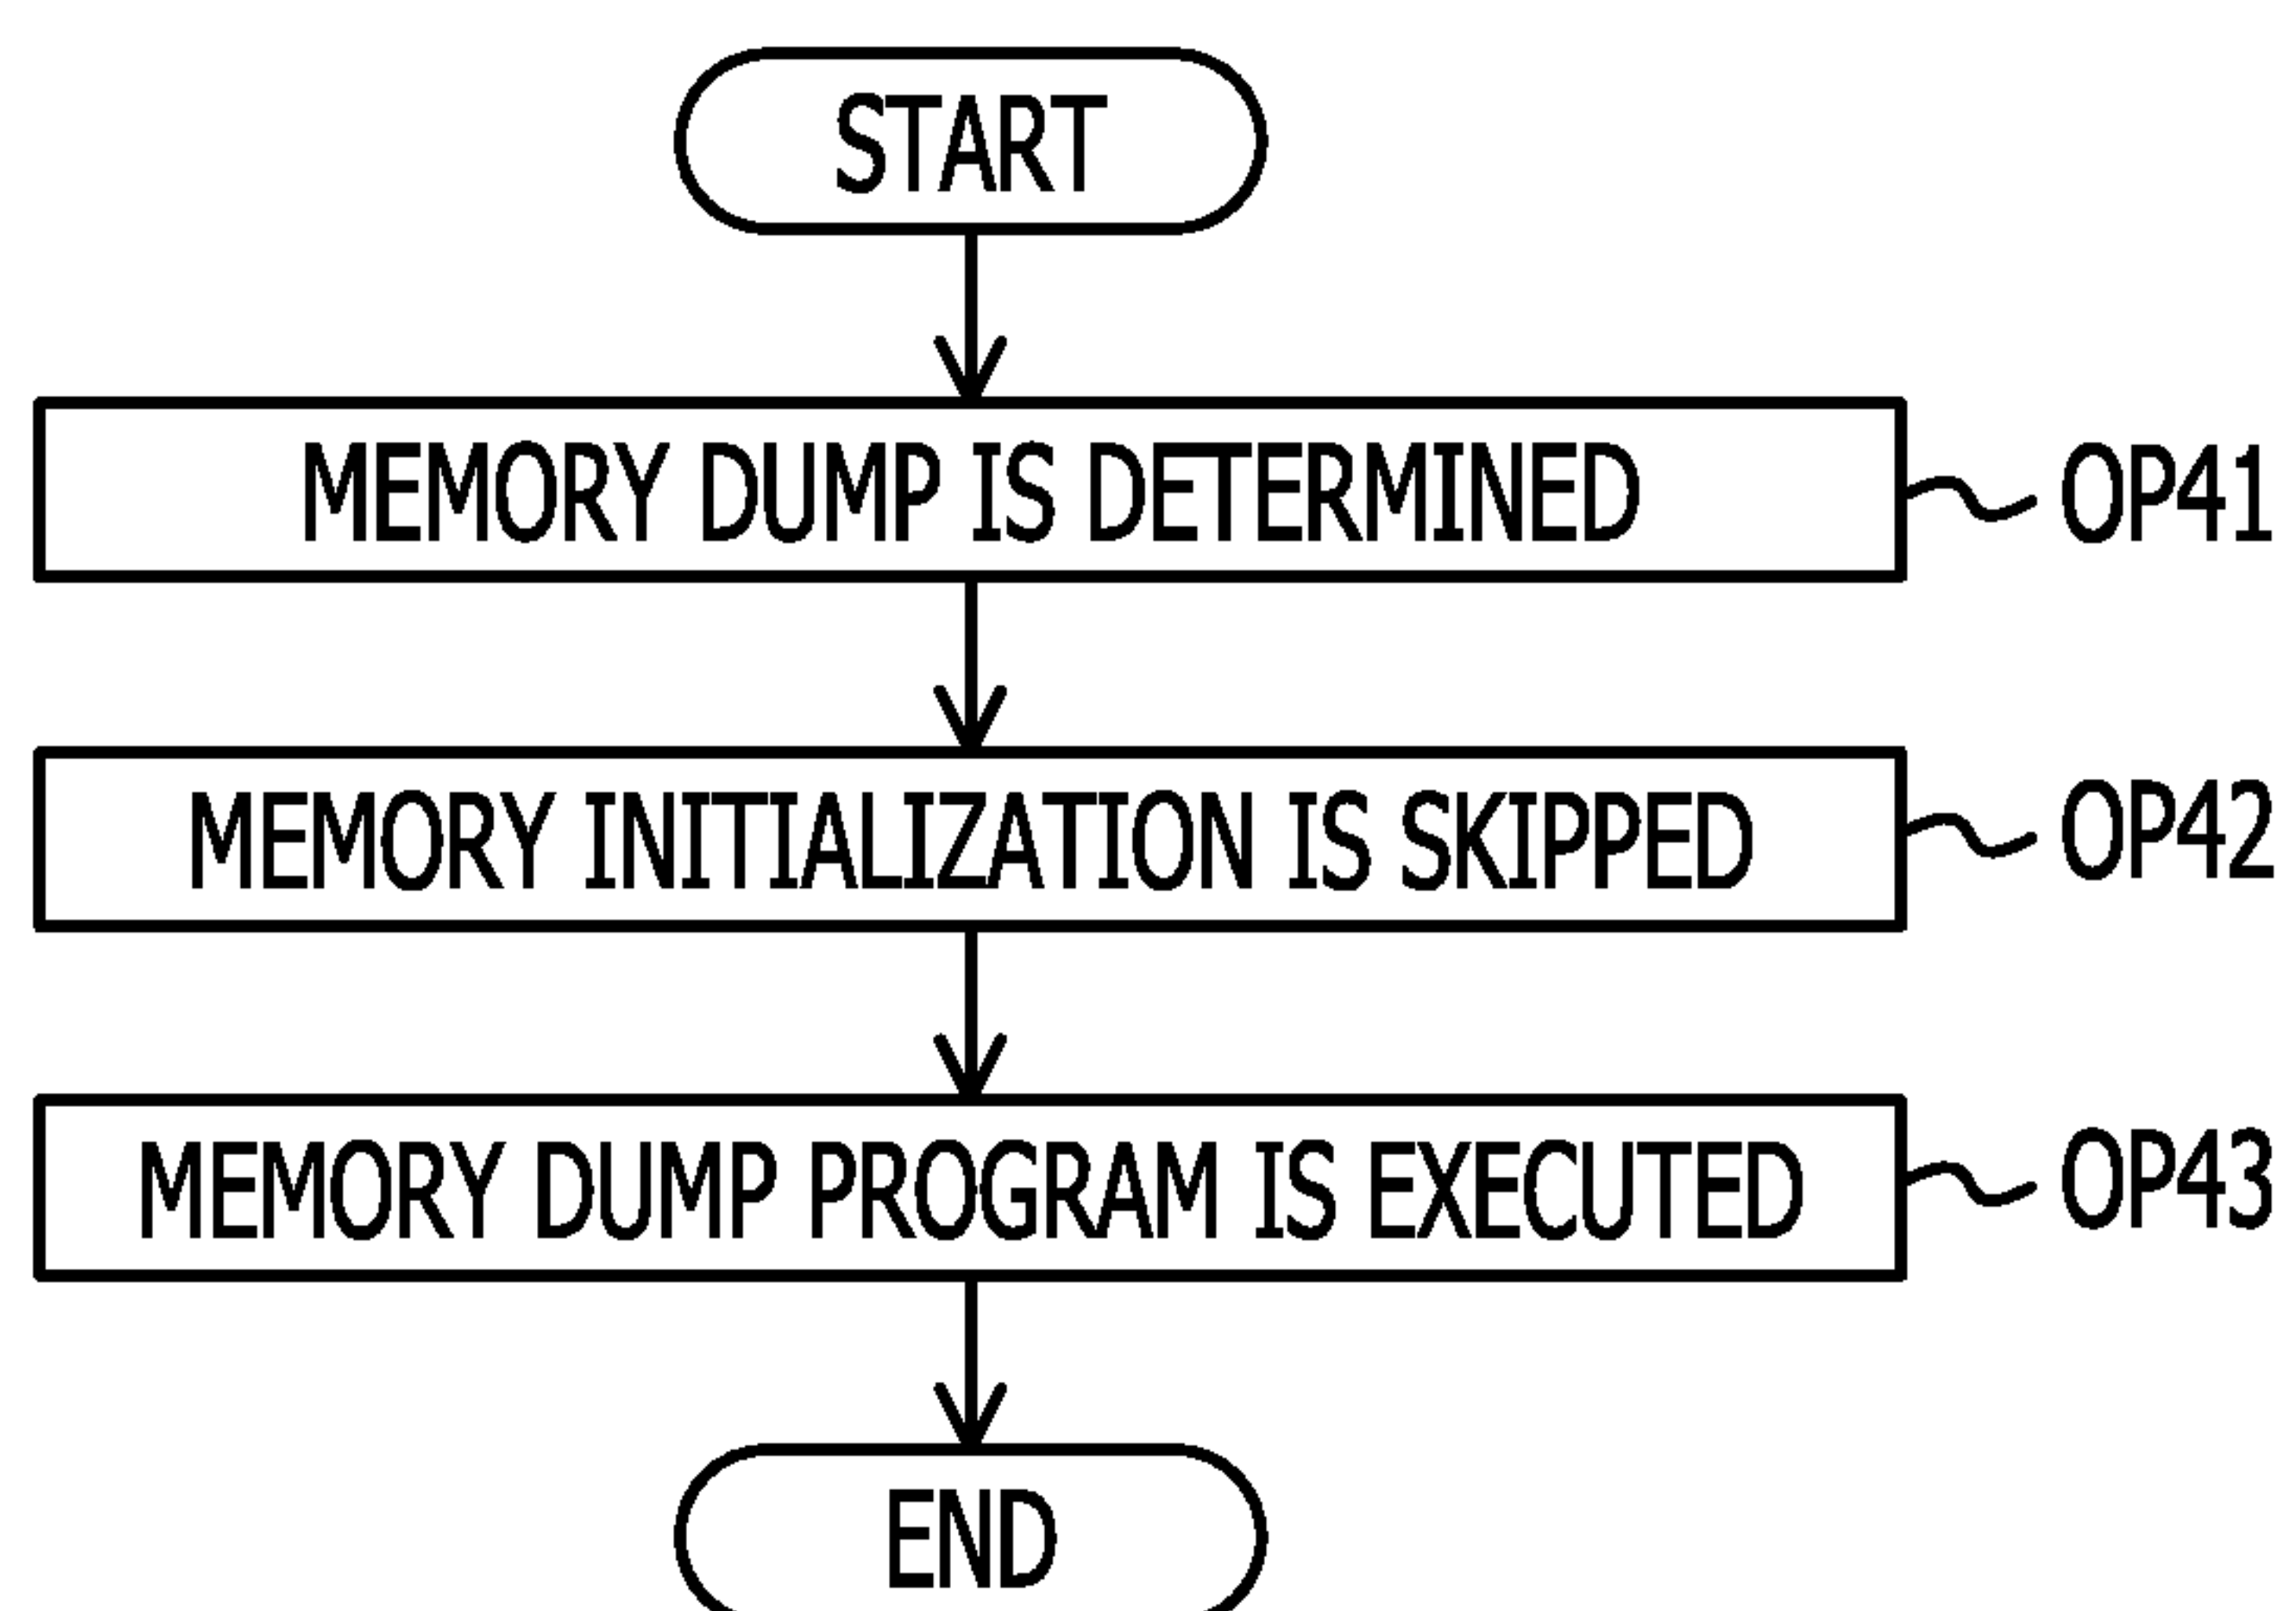 START
MEMORY DUMP IS DETERMINED
OP41
MEMORY INITIALIZATION IS SKIPPED
OP42
MEMORY DUMP PROGRAM IS EXECUTED
OP43
END